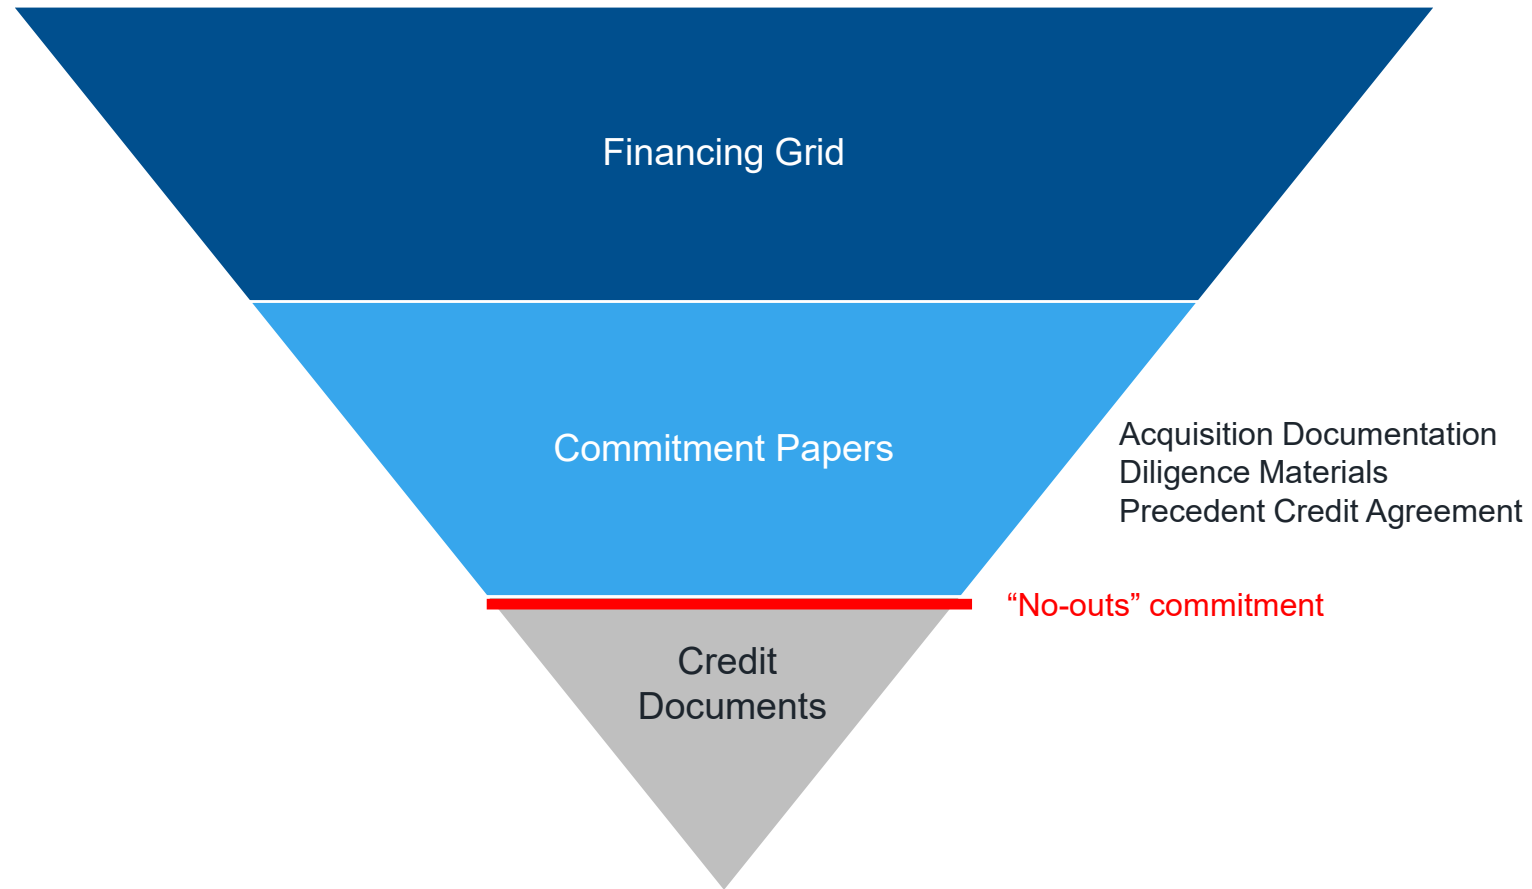 Financing Grid
Commitment Papers
Acquisition Documentation
Diligence Materials
Precedent Credit Agreement
“No-outs” commitment
Credit
Documents